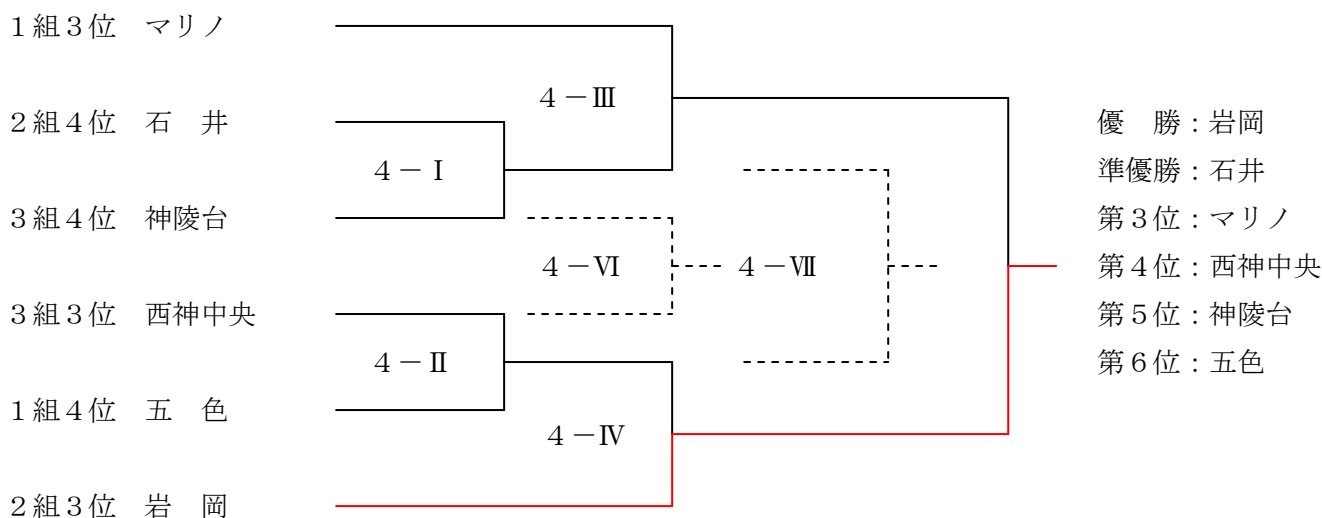 １組３位　マリノ
４－Ⅲ
２組４位　石　井
優　勝：岩岡
４－Ⅰ
準優勝：石井
３組４位　神陵台
第３位：マリノ
４－Ⅵ
４－Ⅶ
第４位：西神中央
３組３位　西神中央
第５位：神陵台
４－Ⅱ
第６位：五色
１組４位　五　色
４－Ⅳ
２組３位　岩　岡